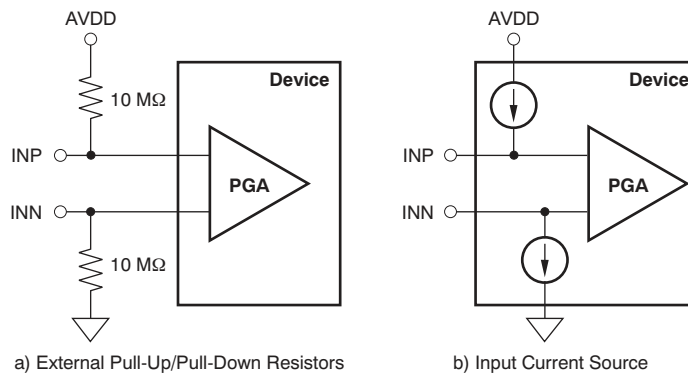 AVDD
10 MΩ
Device
INP
PGA
INN
10 MΩ
a) External Pull-Up/Pull-Down Resistors
AVDD
Device
INP
PGA
INN
b) Input Current Source